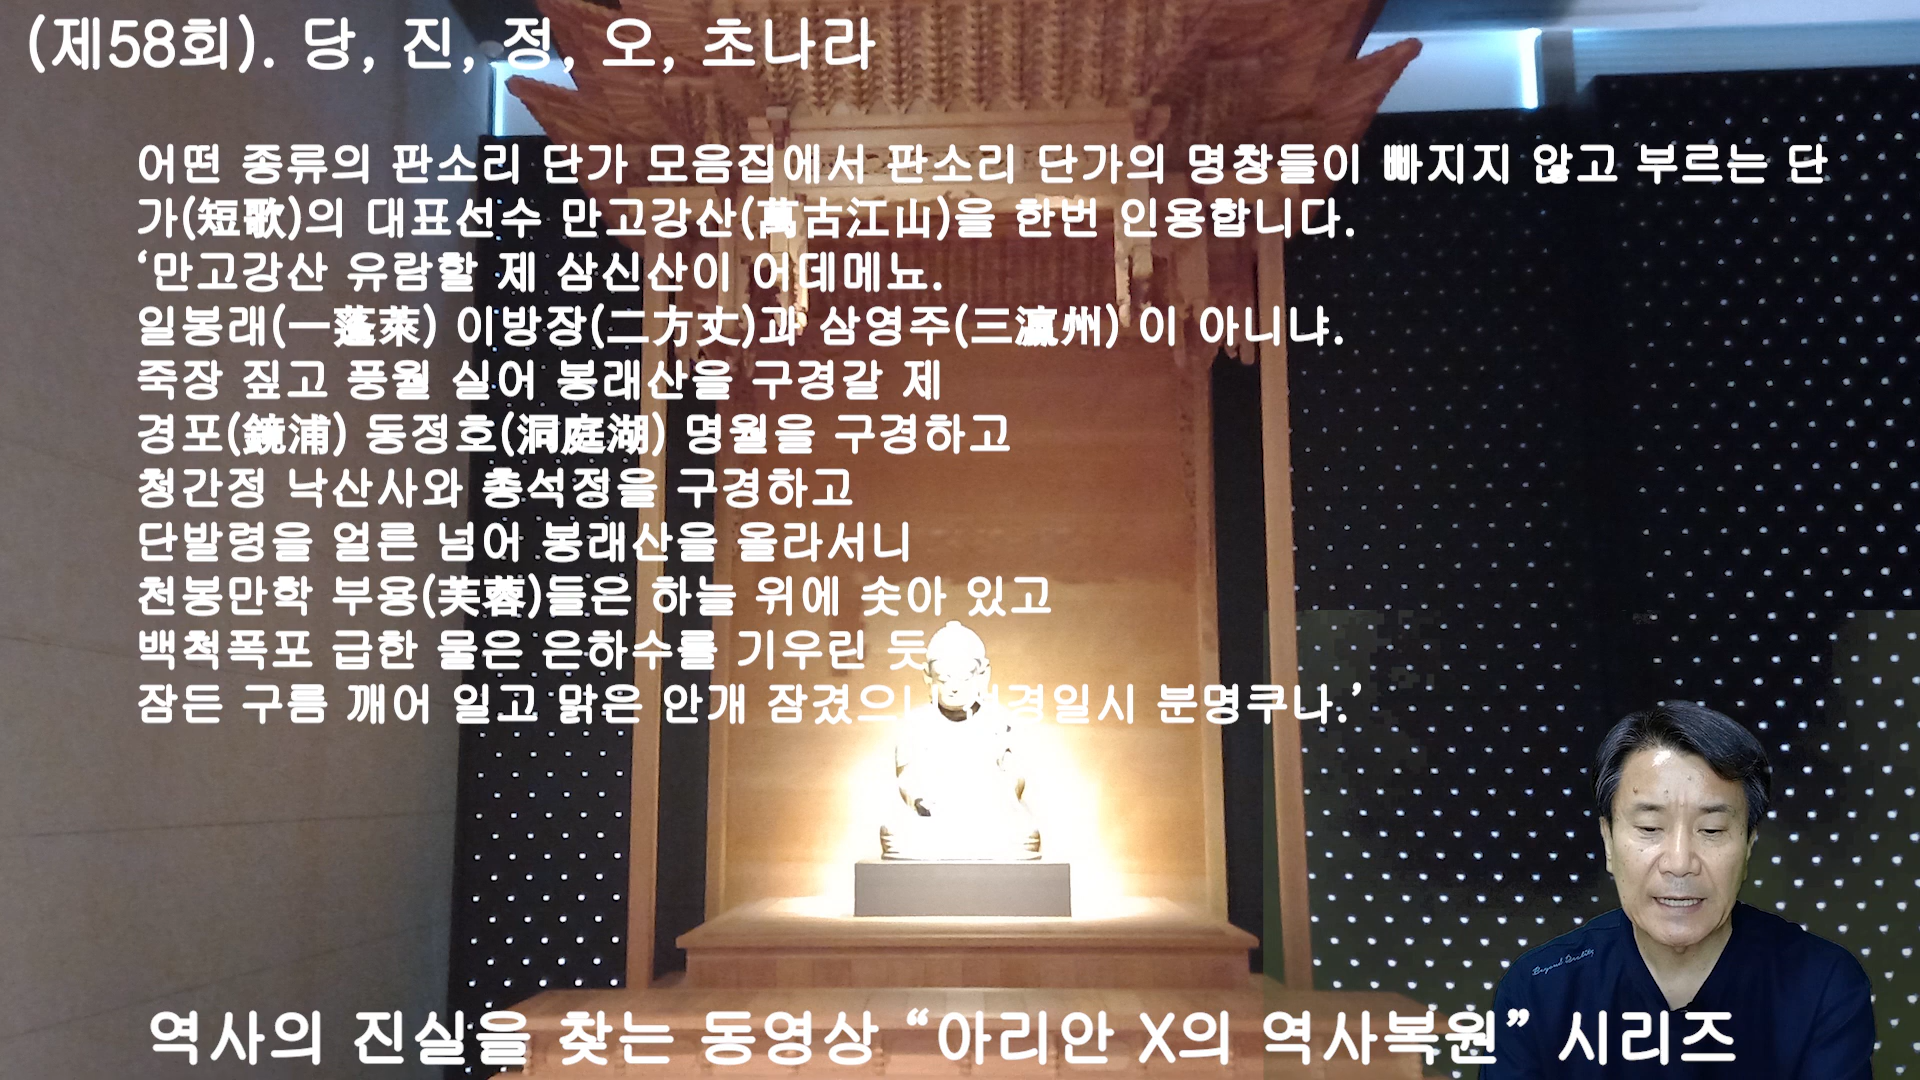 (제58회). 당, 진, 정, 오, 초나라
어떤 종류의 판소리 단가 모음집에서 판소리 단가의 명창들이 빠지지 않고 부르는 단
가(短歌)의 대표선수 만고강산(萬古江山)을 한번 인용합니다.
‘만고강산 유람할 제 삼신산이 어데메뇨.
일봉래(一蓬萊) 이방장(二方丈)과 삼영주(三瀛州) 이 아니냐.
죽장 짚고 풍월 실어 봉래산을 구경갈 제
경포(鏡浦) 동정호(洞庭湖) 명월을 구경하고
청간정 낙산사와 총석정을 구경하고
단발령을 얼른 넘어 봉래산을 올라서니
천봉만학 부용(芙蓉)들은 하늘 위에 솟아 있고
백척폭포 급한 물은 은하수를 기우린 듯
잠든 구름 깨어 일고 맑은 안개 잠겼으니 분명쿠나.’
Beyond Quality
역사의 진실을 찾는 동영상 “아리안 X의 역사복원” 시리즈